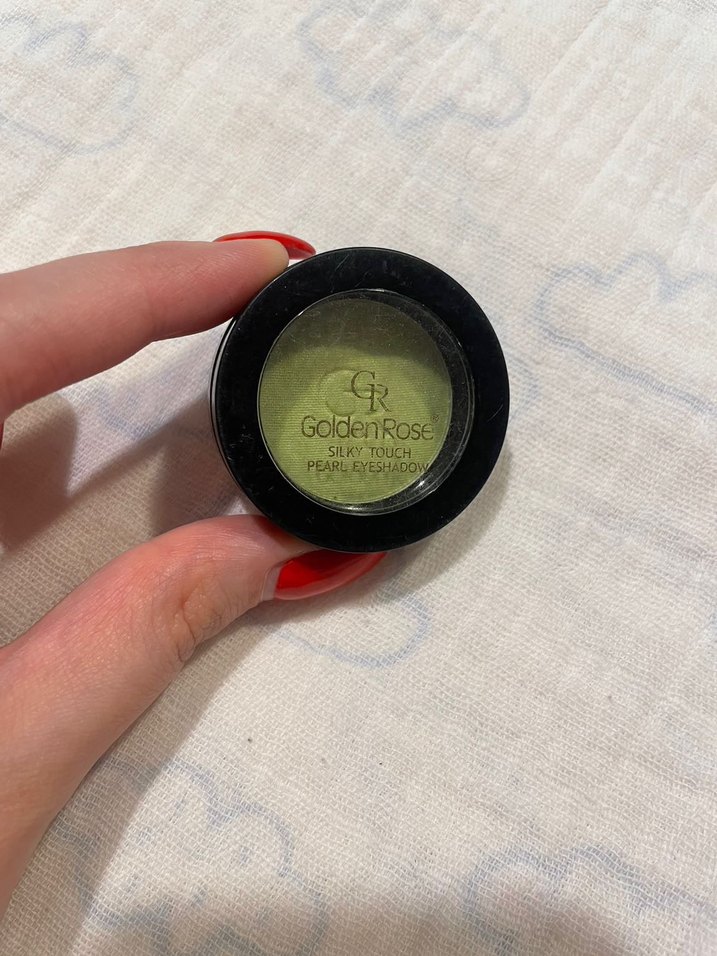 GR
Golden Rose®
SILKY TOUCH
PEARL EYESHADOW